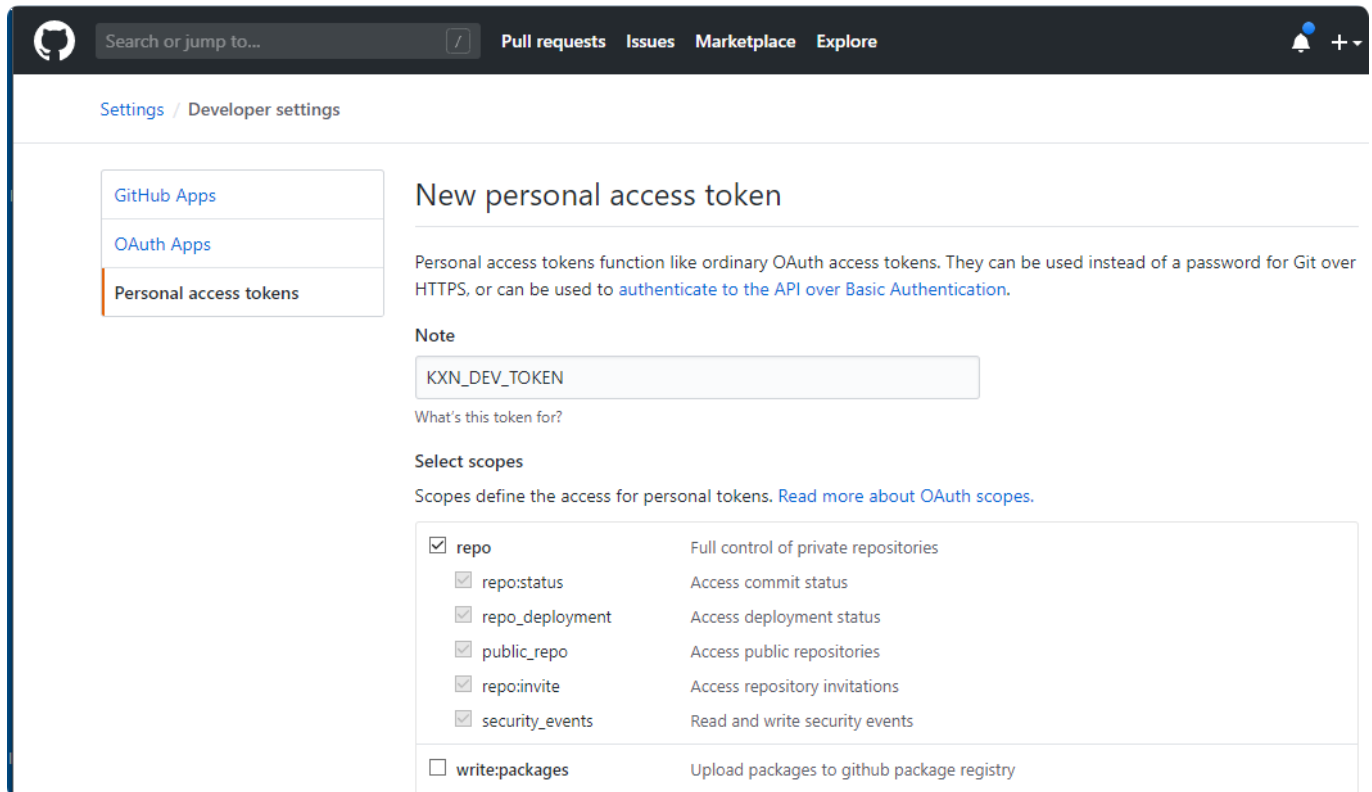 Search or jump to... /
Pull requests Issues Marketplace Explore
Settings / Developer settings
GitHub Apps
OAuth Apps
Personal access tokens
New personal access token
Personal access tokens function like ordinary OAuth access tokens. They can be used instead of a password for Git over
HTTPS, or can be used to authenticate to the API over Basic Authentication.
Note
KXN_DEV_TOKEN
What's this token for?
Select scopes
Scopes define the access for personal tokens. Read more about OAuth scopes.
repo Full control of private repositories
repo:status Access commit status
repo_deployment Access deployment status
public_repo Access public repositories
repo:invite Access repository invitations
security_events Read and write security events
write:packages Upload packages to github package registry